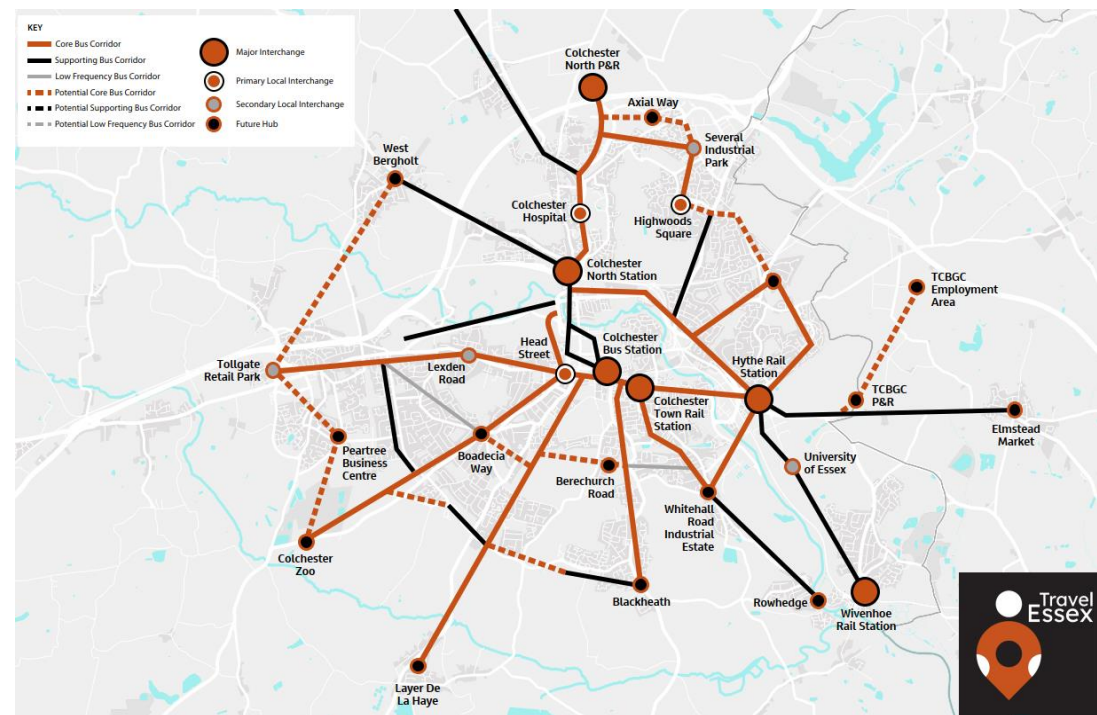 KEY
Core Bus Corridor
Supporting Bus Corridor
Low Frequency Bus Corridor
Potential Core Bus Corridor
Potential Supporting Bus Corridor
Potential Low Frequency Bus Corridor
Major Interchange
Primary Local Interchange
Secondary Local Interchange
Future Hub
Colchester
North P&R
Axial Way
Several
Industrial
Park
West
Bergholt
Colchester
Hospital
Highwoods
Square
Colchester
North Station
TCBGC
Employment
Area
Head
Street
Colchester
Bus Station
Hythe Rail
Station
Tollgate
Retail Park
Lexden
Road
Colchester
Town Rail
Station
TCBGC
P&R
Elmstead
Market
Peartree
Business
Centre
Boadecia
Way
Berechurch
Road
University
of Essex
Whitehall
Road
Industrial
Estate
Colchester
Zoo
Blackheath
Rowhedge
Wivenhoe
Rail Station
Layer De
La Haye
Travel
Essex